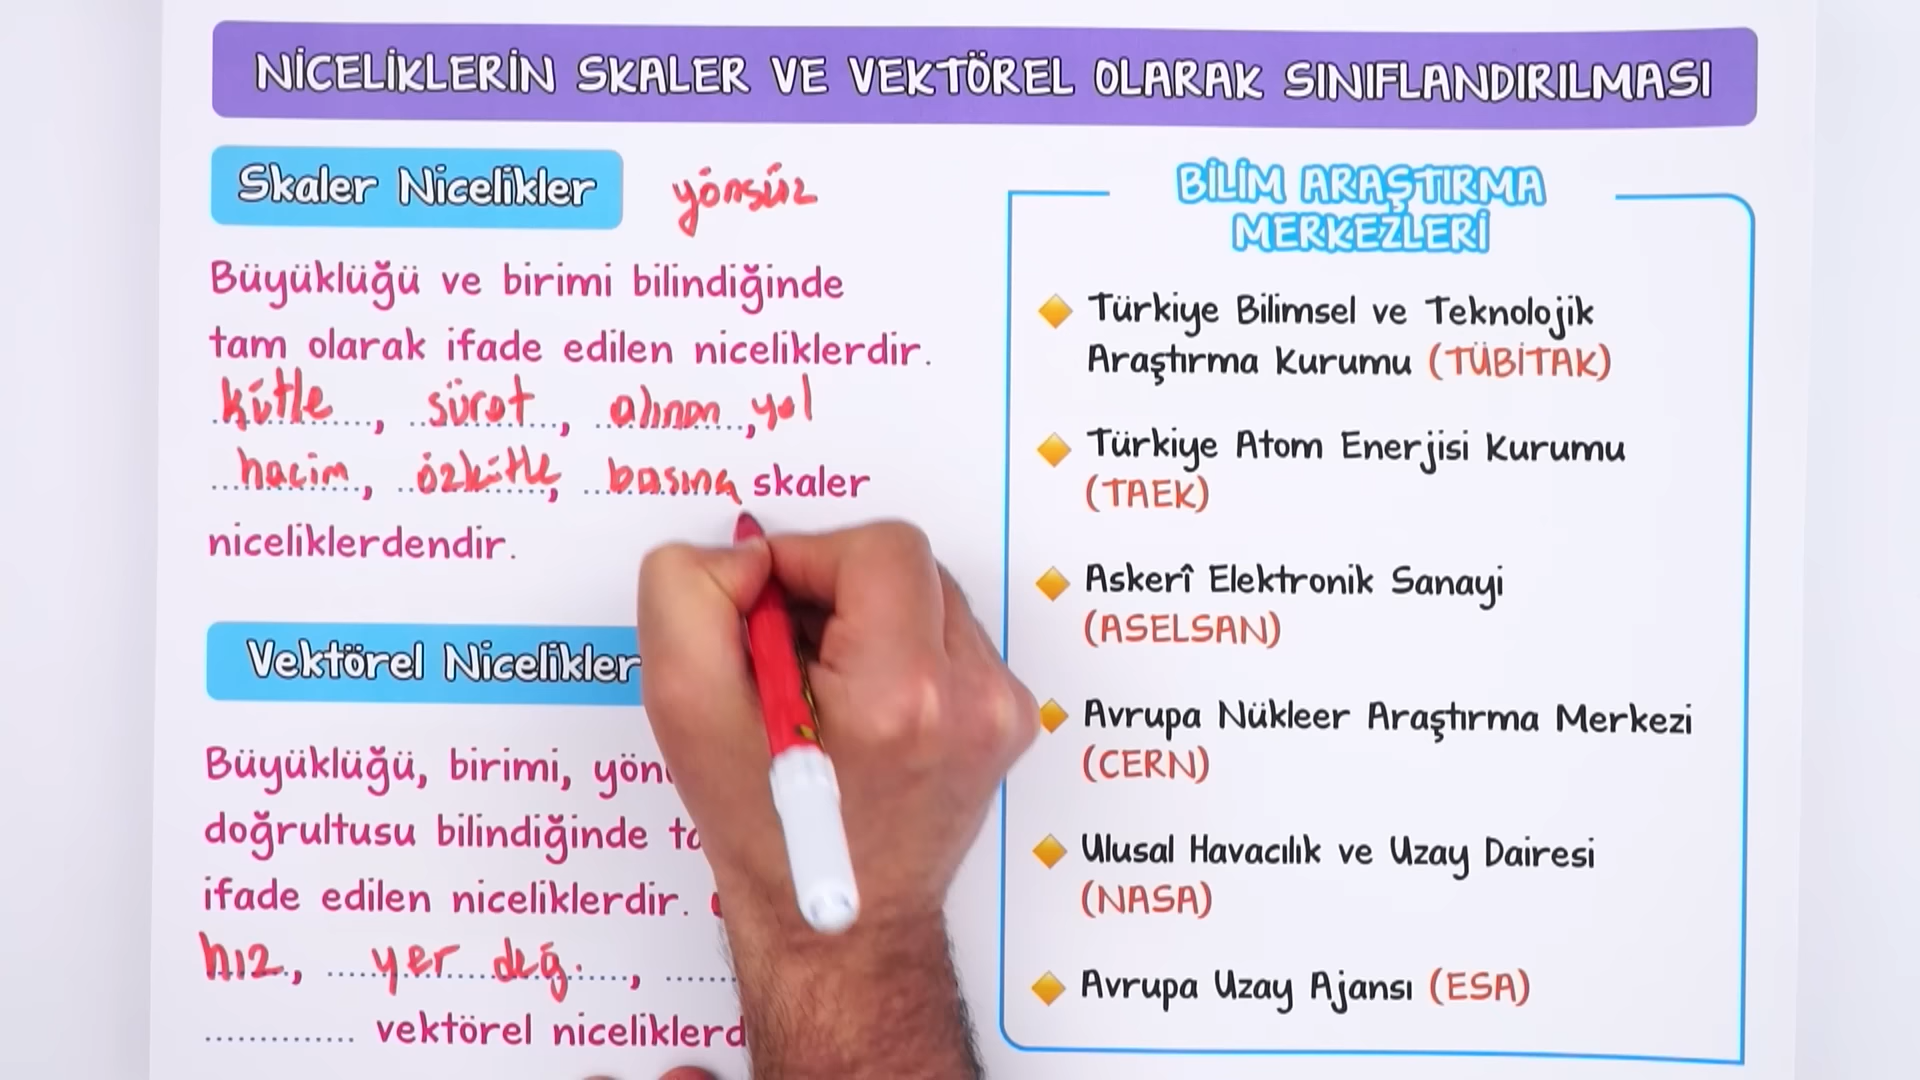 NİCELİKLERİN SKALER VE VEKTÖREL OLARAK SINIFLANDIRILMASI
Skaler Nicelikler yönsüz
Büyüklüğü ve birimi bilindiğinde
tam olarak ifade edilen niceliklerdir.
kütle, sürat, alınan yol,
hacim, özkütle, basınç skaler
niceliklerdendir.
Vektörel Nicelikler
Büyüklüğü, birimi,
doğrultusu bilindiğinde
ifade edilen niceliklerdir.
hız, yer değ.,
vektörel
BİLİM ARAŞTIRMA
MERKEZLERİ
Türkiye Bilimsel ve Teknolojik
Araştırma Kurumu (TÜBİTAK)
Türkiye Atom Enerjisi Kurumu
(TAEK)
Askerî Elektronik Sanayi
(ASELSAN)
Avrupa Nükleer Araştırma Merkezi
(CERN)
Ulusal Havacılık ve Uzay Dairesi
(NASA)
Avrupa Uzay Ajansı (ESA)